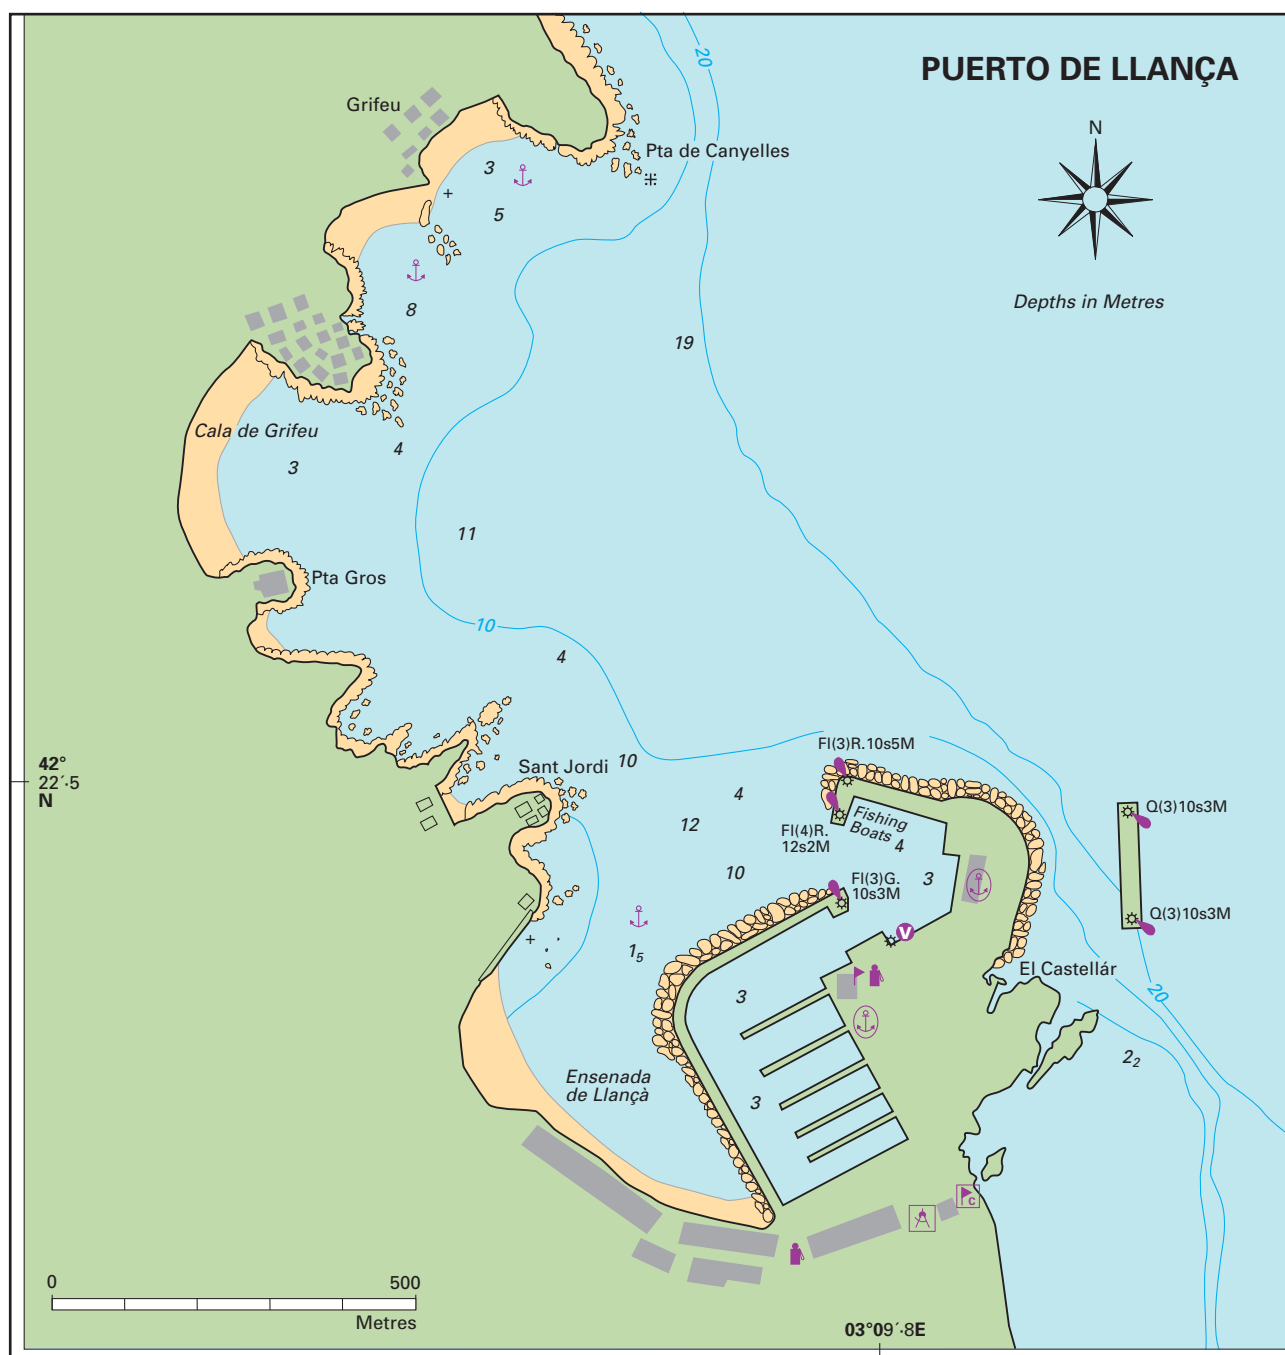 PUERTO DE LLANÇA
20
Grifeu
N
Pta de Canyelles
3
5
8
Depths in Metres
19
Cala de Grifeu
4
3
11
Pta Gros
10
4
42°
22´·5
N
Sant Jordi
10
Fl(3)R.10s5M
4
12
Fl(4)R.
12s2M
Fishing
Boats
4
Q(3)10s3M
10
Fl(3)G.
10s3M
3
Q(3)10s3M
V
1₅
El Castellár
20
3
2₂
Ensenada
de Llançà
3
C
0
500
Metres
03°09´·8E